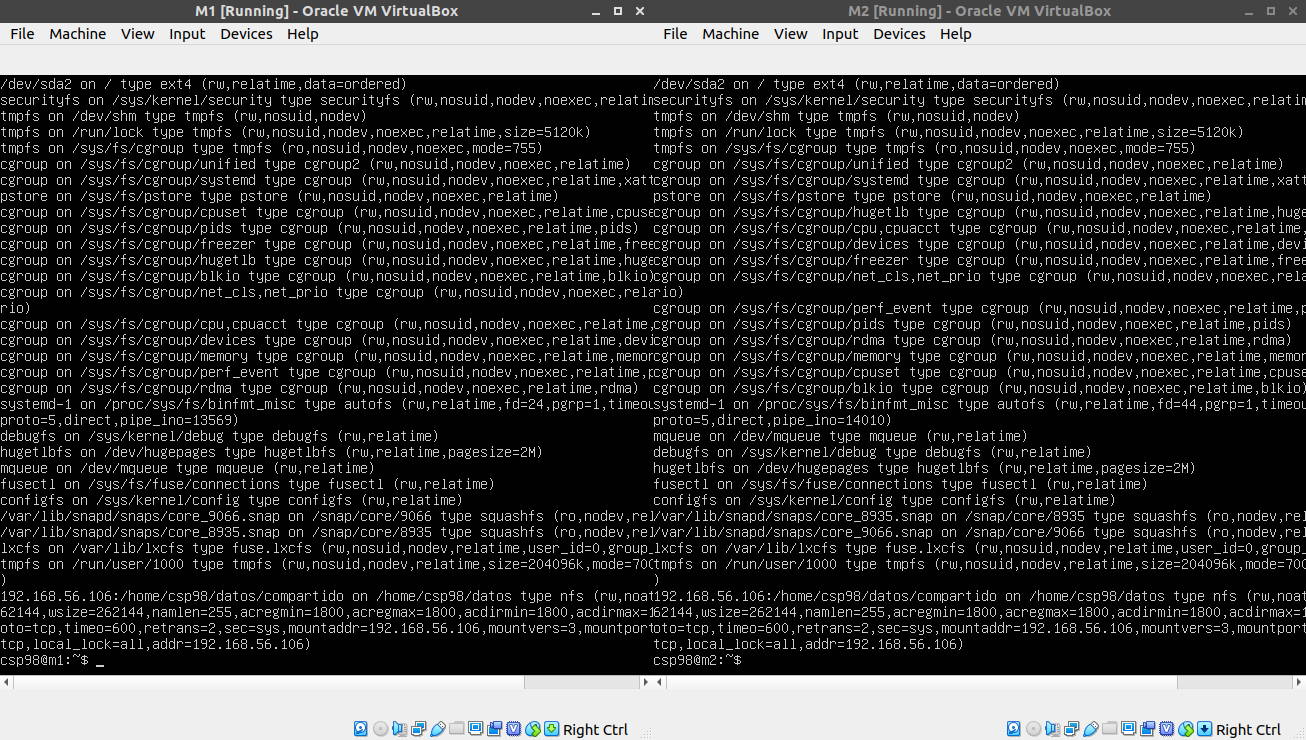 M1 [Running] - Oracle VM VirtualBox
File Machine View Input Devices Help
/dev/sda2 on / type ext4 (rw,relatime,data=ordered)
securityfs on /sys/kernel/security type securityfs (rw,nosuid,nodev,noexec,relatim
tmpfs on /dev/shm type tmpfs (rw,nosuid,nodev)
tmpfs on /run/lock type tmpfs (rw,nosuid,nodev,noexec,relatime,size=5120k)
tmpfs on /sys/fs/cgroup type tmpfs (ro,nosuid,nodev,noexec,mode=755)
cgroup on /sys/fs/cgroup/unified type cgroup2 (rw,nosuid,nodev,noexec,relatime)
cgroup on /sys/fs/cgroup/systemd type cgroup (rw,nosuid,nodev,noexec,relatime,xatt
pstore on /sys/fs/pstore type pstore (rw,nosuid,nodev,noexec,relatime)
cgroup on /sys/fs/cgroup/cpuset type cgroup (rw,nosuid,nodev,noexec,relatime,cpuse
cgroup on /sys/fs/cgroup/pids type cgroup (rw,nosuid,nodev,noexec,relatime,pids)
cgroup on /sys/fs/cgroup/freezer type cgroup (rw,nosuid,nodev,noexec,relatime,free
cgroup on /sys/fs/cgroup/hugetlb type cgroup (rw,nosuid,nodev,noexec,relatime,huge
cgroup on /sys/fs/cgroup/blkio type cgroup (rw,nosuid,nodev,noexec,relatime,blkio)
cgroup on /sys/fs/cgroup/net_cls,net_prio type cgroup (rw,nosuid,nodev,noexec,rela
rio)
cgroup on /sys/fs/cgroup/cpu,cpuacct type cgroup (rw,nosuid,nodev,noexec,relatime,
cgroup on /sys/fs/cgroup/devices type cgroup (rw,nosuid,nodev,noexec,relatime,devi
cgroup on /sys/fs/cgroup/memory type cgroup (rw,nosuid,nodev,noexec,relatime,memor
cgroup on /sys/fs/cgroup/perf_event type cgroup (rw,nosuid,nodev,noexec,relatime,p
cgroup on /sys/fs/cgroup/rdma type cgroup (rw,nosuid,nodev,noexec,relatime,rdma)
systemd-1 on /proc/sys/fs/binfmt_misc type autofs (rw,relatime,fd=24,pgrp=1,timeou
proto=5,direct,pipe_ino=13569)
debugfs on /sys/kernel/debug type debugfs (rw,relatime)
hugetlbfs on /dev/hugepages type hugetlbfs (rw,relatime,pagesize=2M)
mqueue on /dev/mqueue type mqueue (rw,relatime)
fusectl on /sys/fs/fuse/connections type fusectl (rw,relatime)
configfs on /sys/kernel/config type configfs (rw,relatime)
/var/lib/snapd/snaps/core_9066.snap on /snap/core/9066 type squashfs (ro,nodev,rel
/var/lib/snapd/snaps/core_8935.snap on /snap/core/8935 type squashfs (ro,nodev,rel
lxcfs on /var/lib/lxcfs type fuse.lxcfs (rw,nosuid,nodev,relatime,user_id=0,group_
tmpfs on /run/user/1000 type tmpfs (rw,nosuid,nodev,relatime,size=204096k,mode=700
)
192.168.56.106:/home/csp98/datos/compartido on /home/csp98/datos type nfs (rw,noat
62144,wsize=262144,namlen=255,acregmin=1800,acregmax=1800,acdirmin=1800,acdirmax=1
oto=tcp,timeo=600,retrans=2,sec=sys,mountaddr=192.168.56.106,mountvers=3,mountport
tcp,local_lock=all,addr=192.168.56.106)
csp98@m1:~$ _
Right Ctrl
M2 [Running] - Oracle VM VirtualBox
File Machine View Input Devices Help
/dev/sda2 on / type ext4 (rw,relatime,data=ordered)
securityfs on /sys/kernel/security type securityfs (rw,nosuid,nodev,noexec,relatim
tmpfs on /dev/shm type tmpfs (rw,nosuid,nodev)
tmpfs on /run/lock type tmpfs (rw,nosuid,nodev,noexec,relatime,size=5120k)
tmpfs on /sys/fs/cgroup type tmpfs (ro,nosuid,nodev,noexec,mode=755)
cgroup on /sys/fs/cgroup/unified type cgroup2 (rw,nosuid,nodev,noexec,relatime)
cgroup on /sys/fs/cgroup/systemd type cgroup (rw,nosuid,nodev,noexec,relatime,xatt
pstore on /sys/fs/pstore type pstore (rw,nosuid,nodev,noexec,relatime)
cgroup on /sys/fs/cgroup/hugetlb type cgroup (rw,nosuid,nodev,noexec,relatime,huge
cgroup on /sys/fs/cgroup/cpu,cpuacct type cgroup (rw,nosuid,nodev,noexec,relatime,
cgroup on /sys/fs/cgroup/devices type cgroup (rw,nosuid,nodev,noexec,relatime,devi
cgroup on /sys/fs/cgroup/freezer type cgroup (rw,nosuid,nodev,noexec,relatime,free
cgroup on /sys/fs/cgroup/net_cls,net_prio type cgroup (rw,nosuid,nodev,noexec,rela
rio)
cgroup on /sys/fs/cgroup/perf_event type cgroup (rw,nosuid,nodev,noexec,relatime,p
cgroup on /sys/fs/cgroup/pids type cgroup (rw,nosuid,nodev,noexec,relatime,pids)
cgroup on /sys/fs/cgroup/rdma type cgroup (rw,nosuid,nodev,noexec,relatime,rdma)
cgroup on /sys/fs/cgroup/memory type cgroup (rw,nosuid,nodev,noexec,relatime,memor
cgroup on /sys/fs/cgroup/cpuset type cgroup (rw,nosuid,nodev,noexec,relatime,cpuse
cgroup on /sys/fs/cgroup/blkio type cgroup (rw,nosuid,nodev,noexec,relatime,blkio)
systemd-1 on /proc/sys/fs/binfmt_misc type autofs (rw,relatime,fd=44,pgrp=1,timeou
proto=5,direct,pipe_ino=14010)
mqueue on /dev/mqueue type mqueue (rw,relatime)
debugfs on /sys/kernel/debug type debugfs (rw,relatime)
hugetlbfs on /dev/hugepages type hugetlbfs (rw,relatime,pagesize=2M)
fusectl on /sys/fs/fuse/connections type fusectl (rw,relatime)
configfs on /sys/kernel/config type configfs (rw,relatime)
/var/lib/snapd/snaps/core_8935.snap on /snap/core/8935 type squashfs (ro,nodev,rel
/var/lib/snapd/snaps/core_9066.snap on /snap/core/9066 type squashfs (ro,nodev,rel
lxcfs on /var/lib/lxcfs type fuse.lxcfs (rw,nosuid,nodev,relatime,user_id=0,group_
tmpfs on /run/user/1000 type tmpfs (rw,nosuid,nodev,relatime,size=204096k,mode=700
)
192.168.56.106:/home/csp98/datos/compartido on /home/csp98/datos type nfs (rw,noat
62144,wsize=262144,namlen=255,acregmin=1800,acregmax=1800,acdirmin=1800,acdirmax=1
oto=tcp,timeo=600,retrans=2,sec=sys,mountaddr=192.168.56.106,mountvers=3,mountport
tcp,local_lock=all,addr=192.168.56.106)
csp98@m2:~$
Right Ctrl